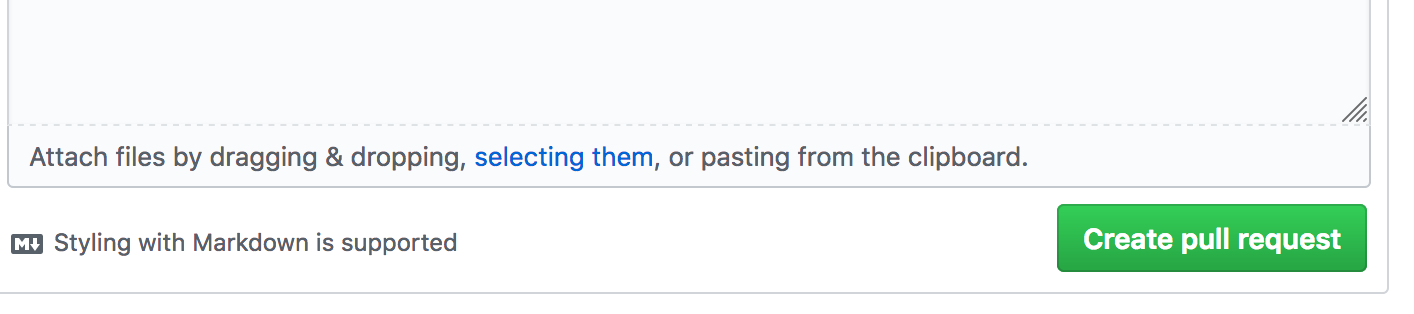 Attach files by dragging & dropping, selecting them, or pasting from the clipboard.
M↓ Styling with Markdown is supported
Create pull request